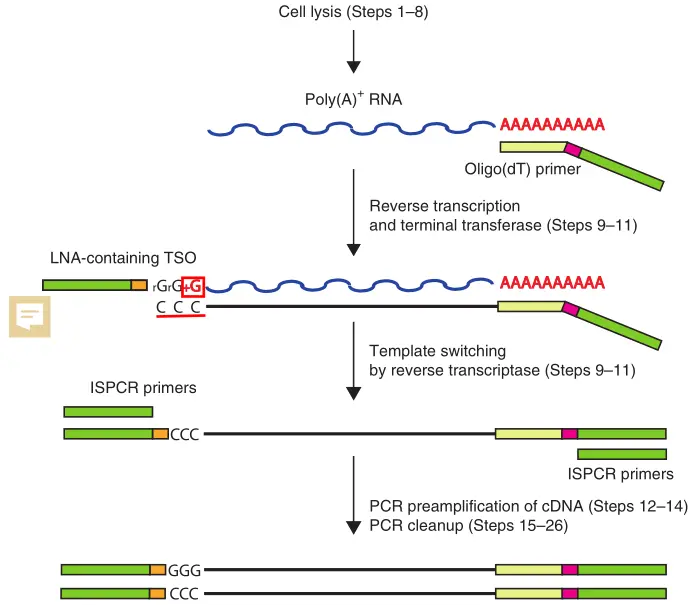 Cell lysis (Steps 1–8)
Poly(A)+ RNA
AAAAAAAAAA
Oligo(dT) primer
Reverse transcription
and terminal transferase (Steps 9–11)
LNA-containing TSO
rGrG+G
AAAAAAAAAA
C C C
Template switching
by reverse transcriptase (Steps 9–11)
ISPCR primers
CCC
ISPCR primers
PCR preamplification of cDNA (Steps 12–14)
PCR cleanup (Steps 15–26)
GGG
CCC